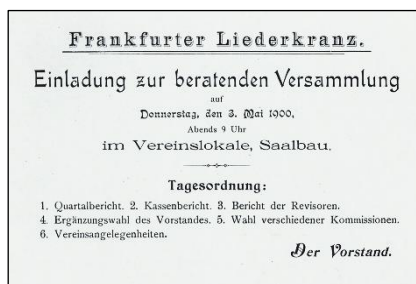 Frankfurter Liederkranz.
Einladung zur beratenden Versammlung
auf
Donnerstag, den 3. Mai 1900,
Abends 9 Uhr
im Vereinslokale, Saalbau.
Tagesordnung:
1. Quartalbericht. 2. Kassenbericht. 3. Bericht der Revisoren.
4. Ergänzungswahl des Vorstandes. 5. Wahl verschiedener Kommissionen.
6. Vereinsangelegenheiten.
Der Vorstand.